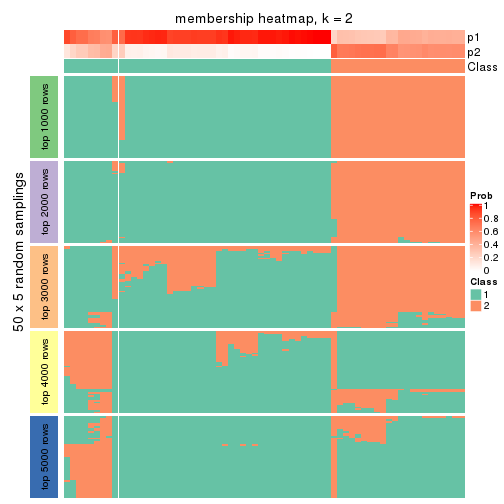 membership heatmap, k = 2
p1
p2
Class
50 x 5 random samplings
top 1000 rows
top 2000 rows
top 3000 rows
top 4000 rows
top 5000 rows
Prob
1
0.8
0.6
0.4
0.2
0
Class
1
2